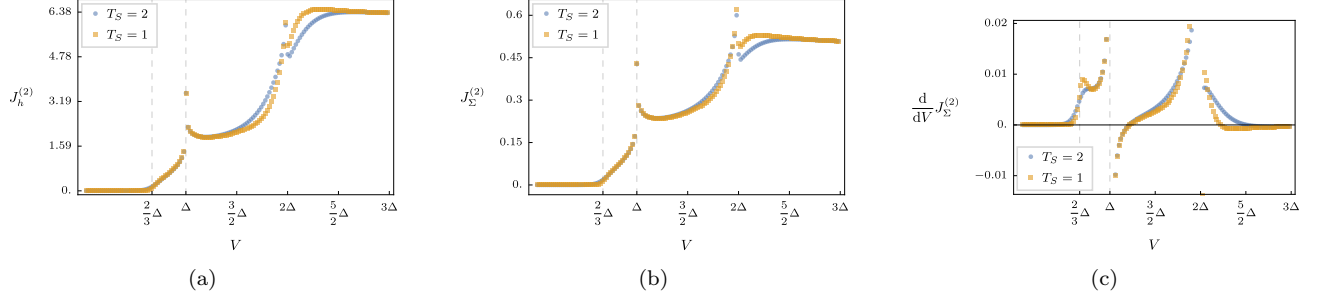 6.38
4.78
3.19
1.59
0.
J_h^{(2)}
T_S = 2
T_S = 1
2/3 Δ
Δ
3/2 Δ
2Δ
5/2 Δ
3Δ
V
(a)
0.6
0.45
0.3
0.15
0.
J_Σ^{(2)}
T_S = 2
T_S = 1
2/3 Δ
Δ
3/2 Δ
2Δ
5/2 Δ
3Δ
V
(b)
0.02
0.01
0.
−0.01
d/dV J_Σ^{(2)}
T_S = 2
T_S = 1
2/3 Δ
Δ
3/2 Δ
2Δ
5/2 Δ
3Δ
V
(c)